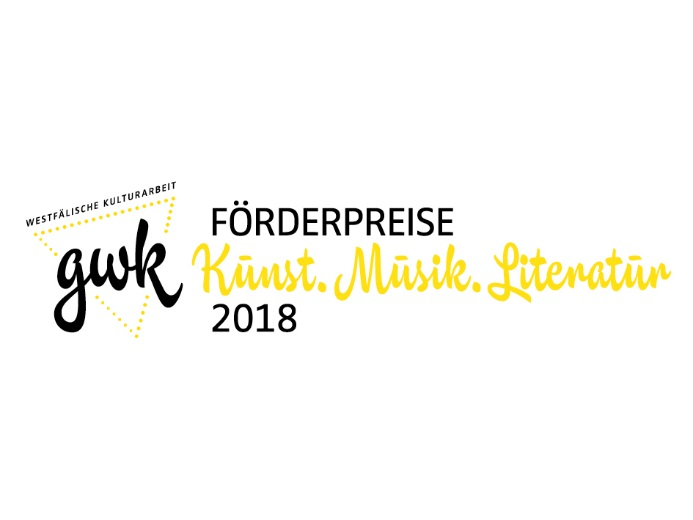 WESTFÄLISCHE KULTURARBEIT
gwk
FÖRDERPREISE
Kūnst. Mūsik. Literatūr
2018